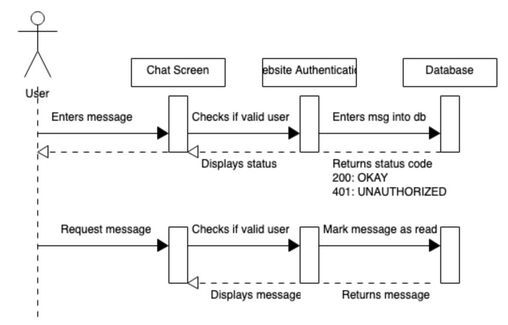 Chat Screen
ebsite Authenticatio
Database
User
Enters message
Checks if valid user
Enters msg into db
Displays status
Returns status code
200: OKAY
401: UNAUTHORIZED
Request message
Checks if valid user
Mark message as read
Displays message
Returns message